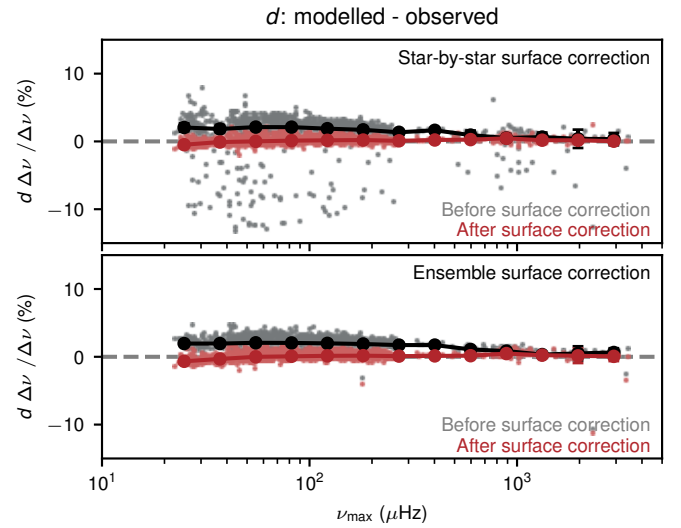 d: modelled - observed
Star-by-star surface correction
10
0
−10
d Δν / Δν (%)
Before surface correction
After surface correction
Ensemble surface correction
10
0
−10
d Δν / Δν (%)
Before surface correction
After surface correction
10¹ 10² 10³
ν_max (μHz)